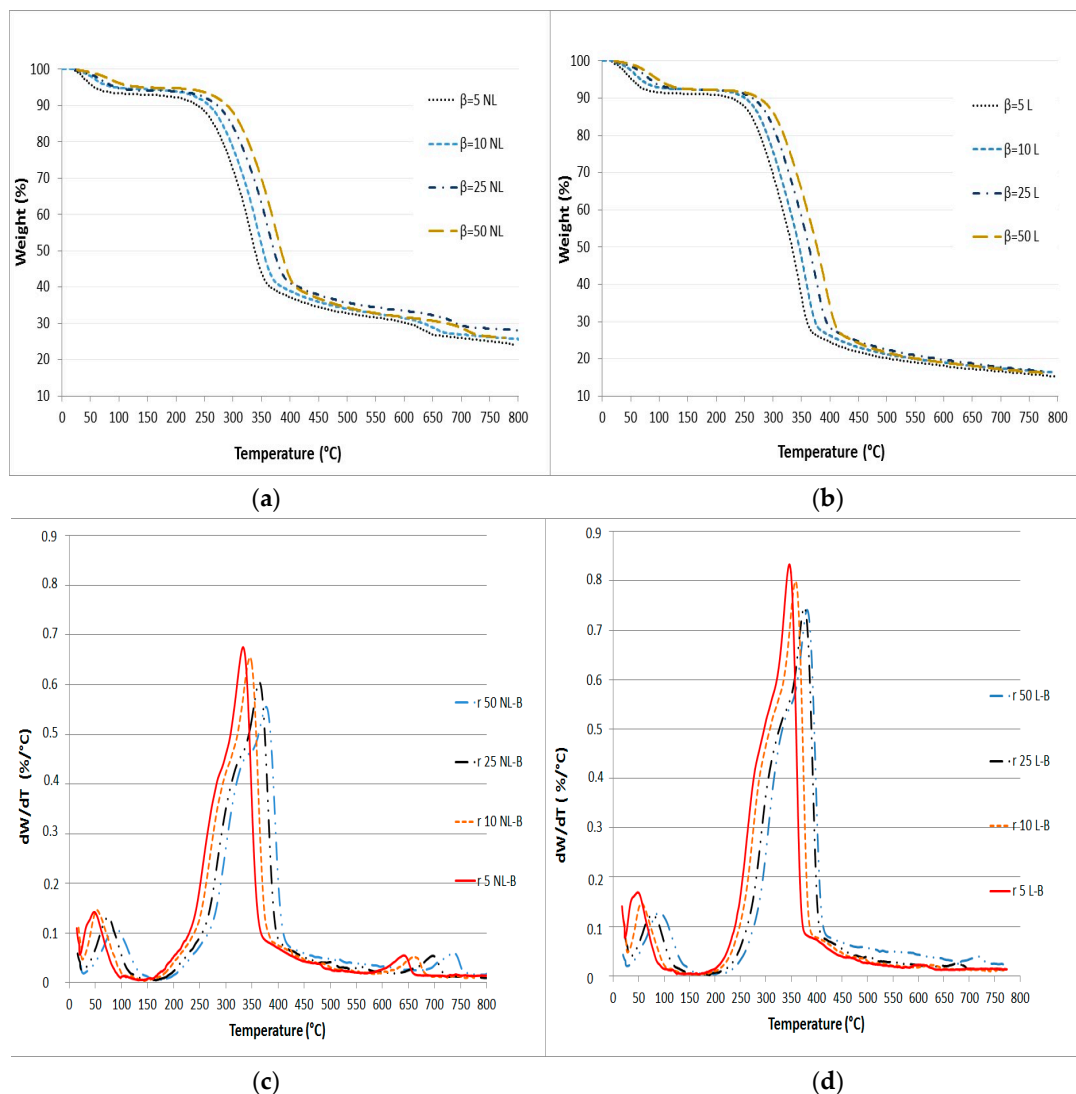 100
90
80
70
60
50
40
30
20
10
Weight (%)
0 50 100 150 200 250 300 350 400 450 500 550 600 650 700 750 800
Temperature (°C)
β=5 NL
β=10 NL
β=25 NL
β=50 NL
(a)
100
90
80
70
60
50
40
30
20
10
Weight (%)
0 50 100 150 200 250 300 350 400 450 500 550 600 650 700 750 800
Temperature (°C)
β=5 L
β=10 L
β=25 L
β=50 L
(b)
0.9
0.8
0.7
0.6
0.5
0.4
0.3
0.2
0.1
0
dW/dT (%/°C)
0 50 100 150 200 250 300 350 400 450 500 550 600 650 700 750 800
Temperature (°C)
r 50 NL-B
r 25 NL-B
r 10 NL-B
r 5 NL-B
(c)
0.9
0.8
0.7
0.6
0.5
0.4
0.3
0.2
0.1
0
dW/dT ( %/°C)
0 50 100 150 200 250 300 350 400 450 500 550 600 650 700 750 800
Temperature (°C)
r 50 L-B
r 25 L-B
r 10 L-B
r 5 L-B
(d)